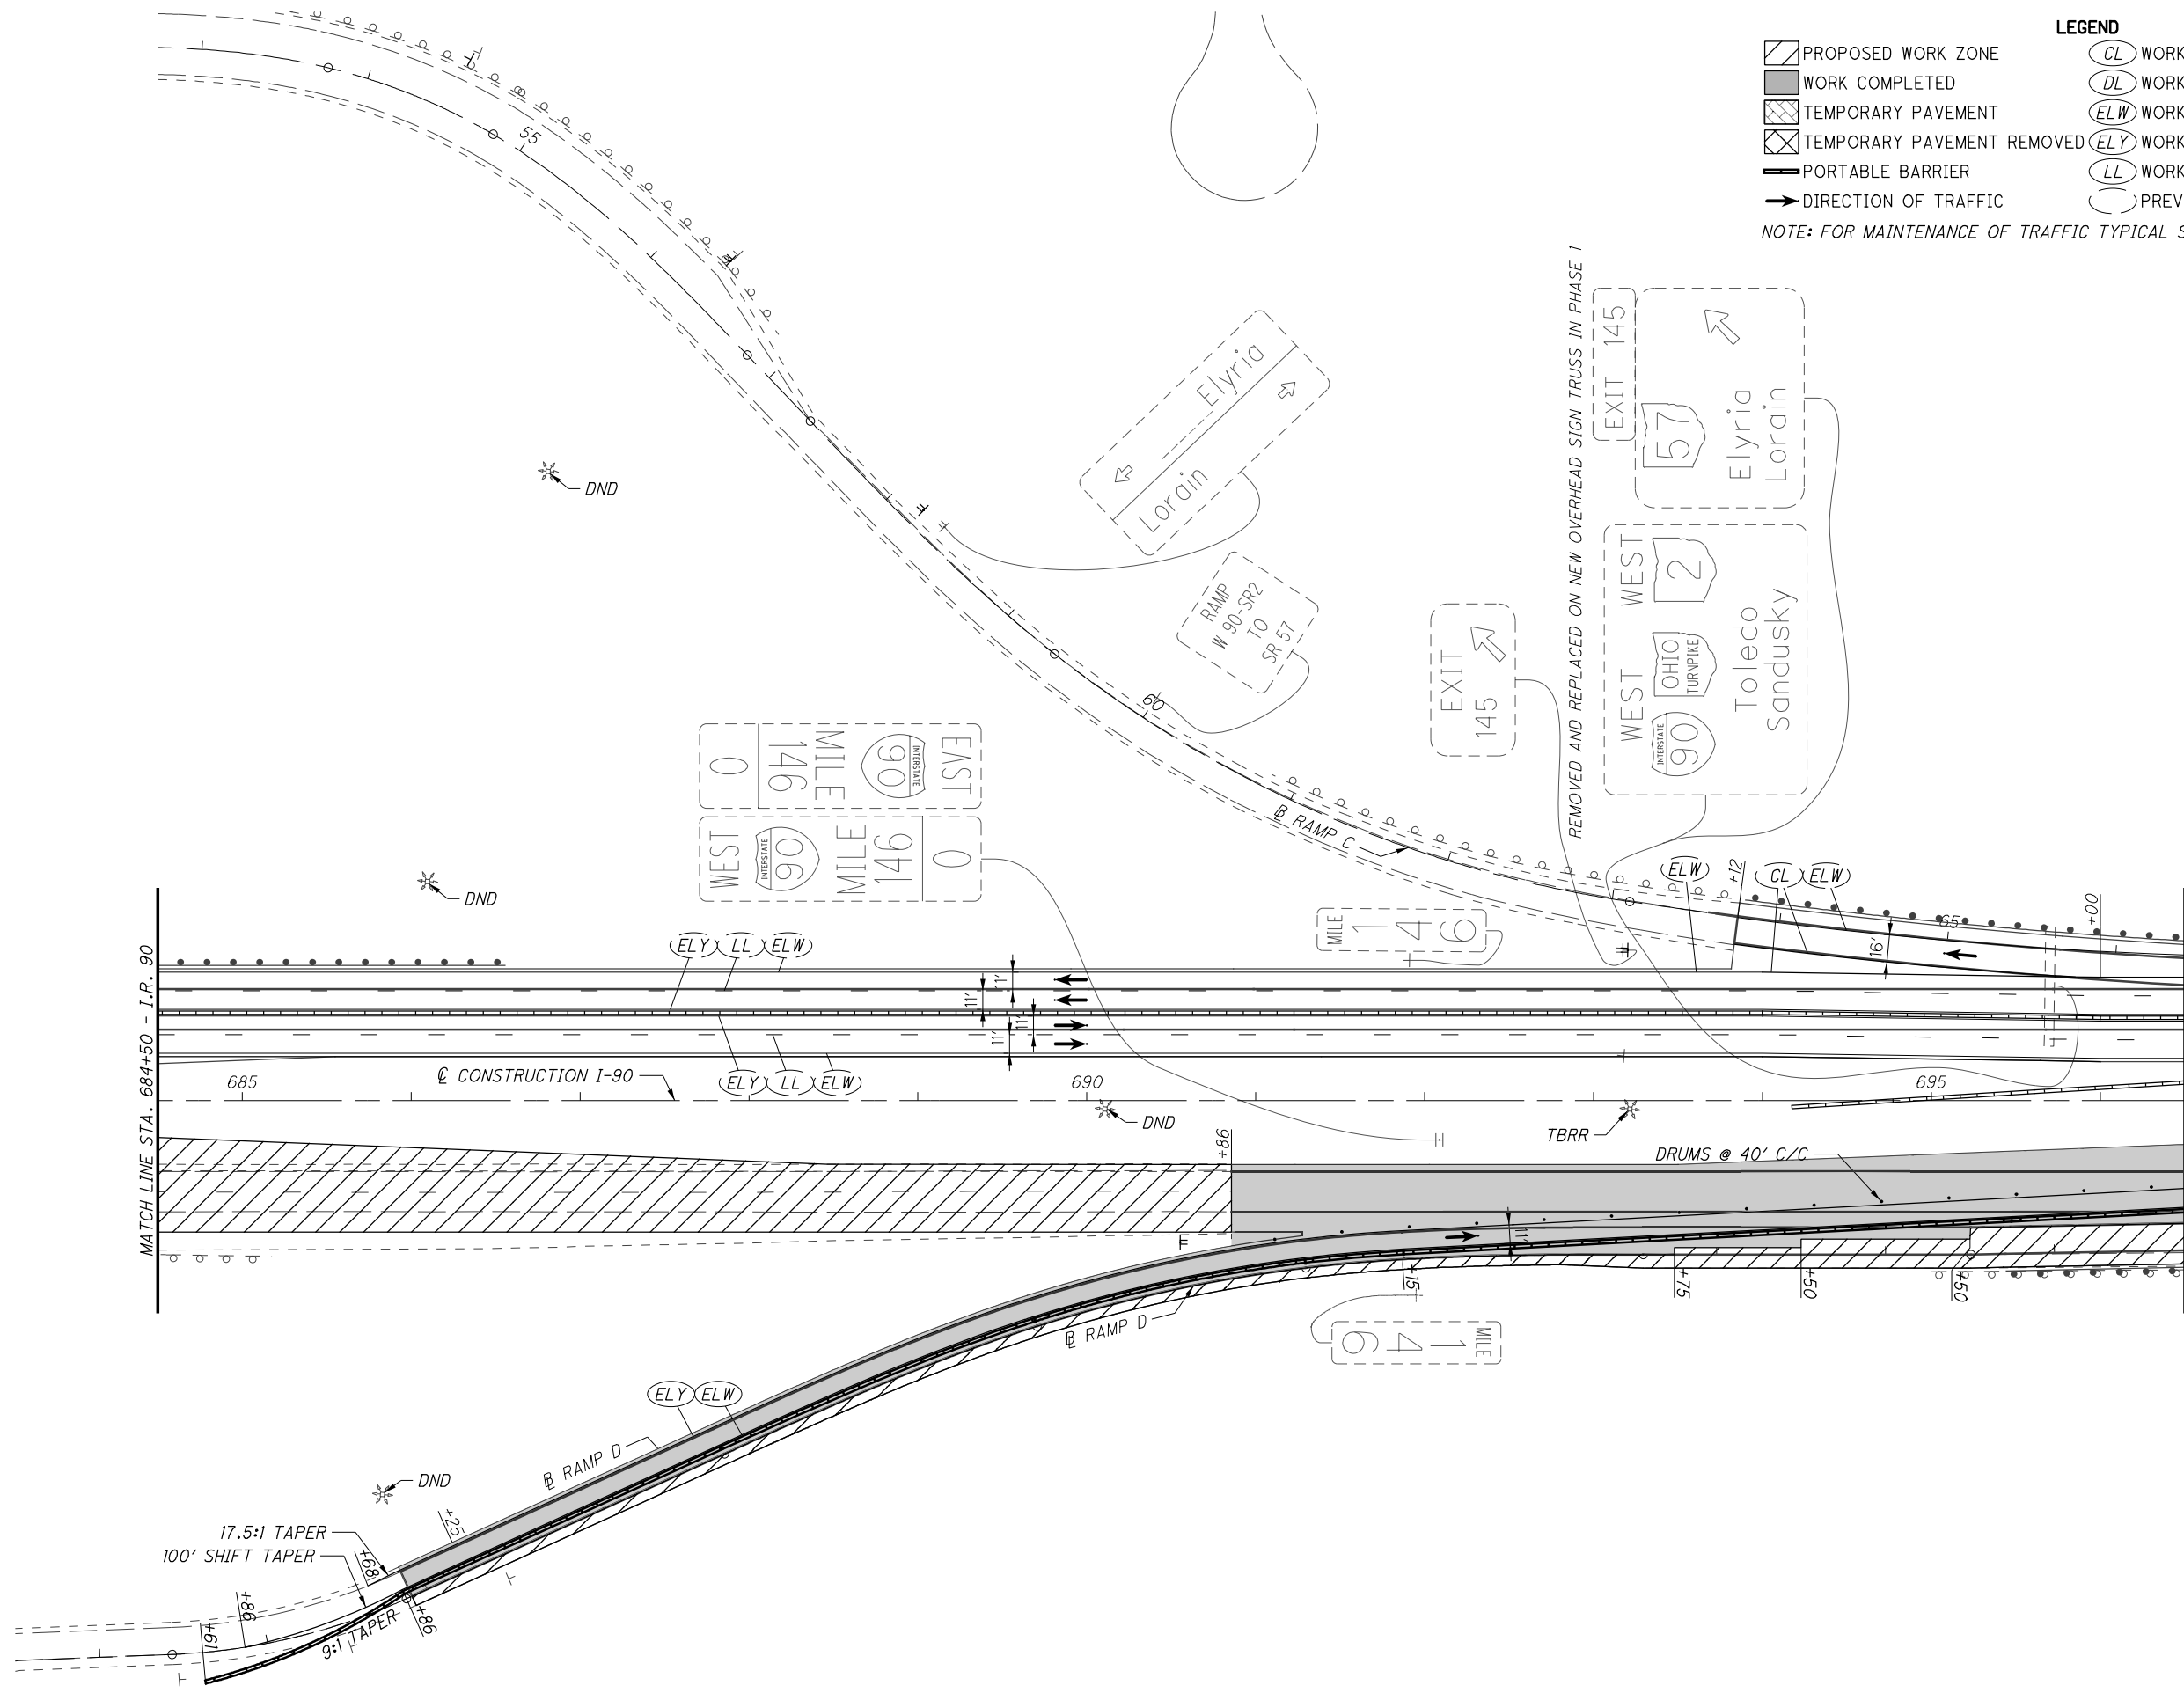 LEGEND
PROPOSED WORK ZONE
WORK COMPLETED
TEMPORARY PAVEMENT
TEMPORARY PAVEMENT REMOVED
PORTABLE BARRIER
DIRECTION OF TRAFFIC
CL WORK
DL WORK
ELW WORK
ELY WORK
LL WORK
PREV
NOTE: FOR MAINTENANCE OF TRAFFIC TYPICAL S
55
DND
Elyria
Lorain
RAMP
W 90-SR2
TO
SR 57
60
REMOVED AND REPLACED ON NEW OVERHEAD SIGN TRUSS IN PHASE 1
EXIT 145
57
Elyria
Lorain
EXIT
145
WEST WEST
INTERSTATE 90
OHIO TURNPIKE
2
Toledo
Sandusky
EAST
INTERSTATE 90
MILE
146
0
WEST
INTERSTATE 90
MILE
146
0
DND
℄ RAMP C
MILE
146
ELW
+12
CL ELW
65
+00
16'
ELY LL ELW
11'
11'
11'
11'
ELY LL ELW
MATCH LINE STA. 684+50 - I.R. 90
685
℄ CONSTRUCTION I-90
690
695
DND
TBRR
+86
DRUMS @ 40' C/C
11'
+15
+75
+50
+50
℄ RAMP D
MILE
146
ELY ELW
℄ RAMP D
DND
+25
17.5:1 TAPER
100' SHIFT TAPER
+68
+86
+86
+61
9:1 TAPER